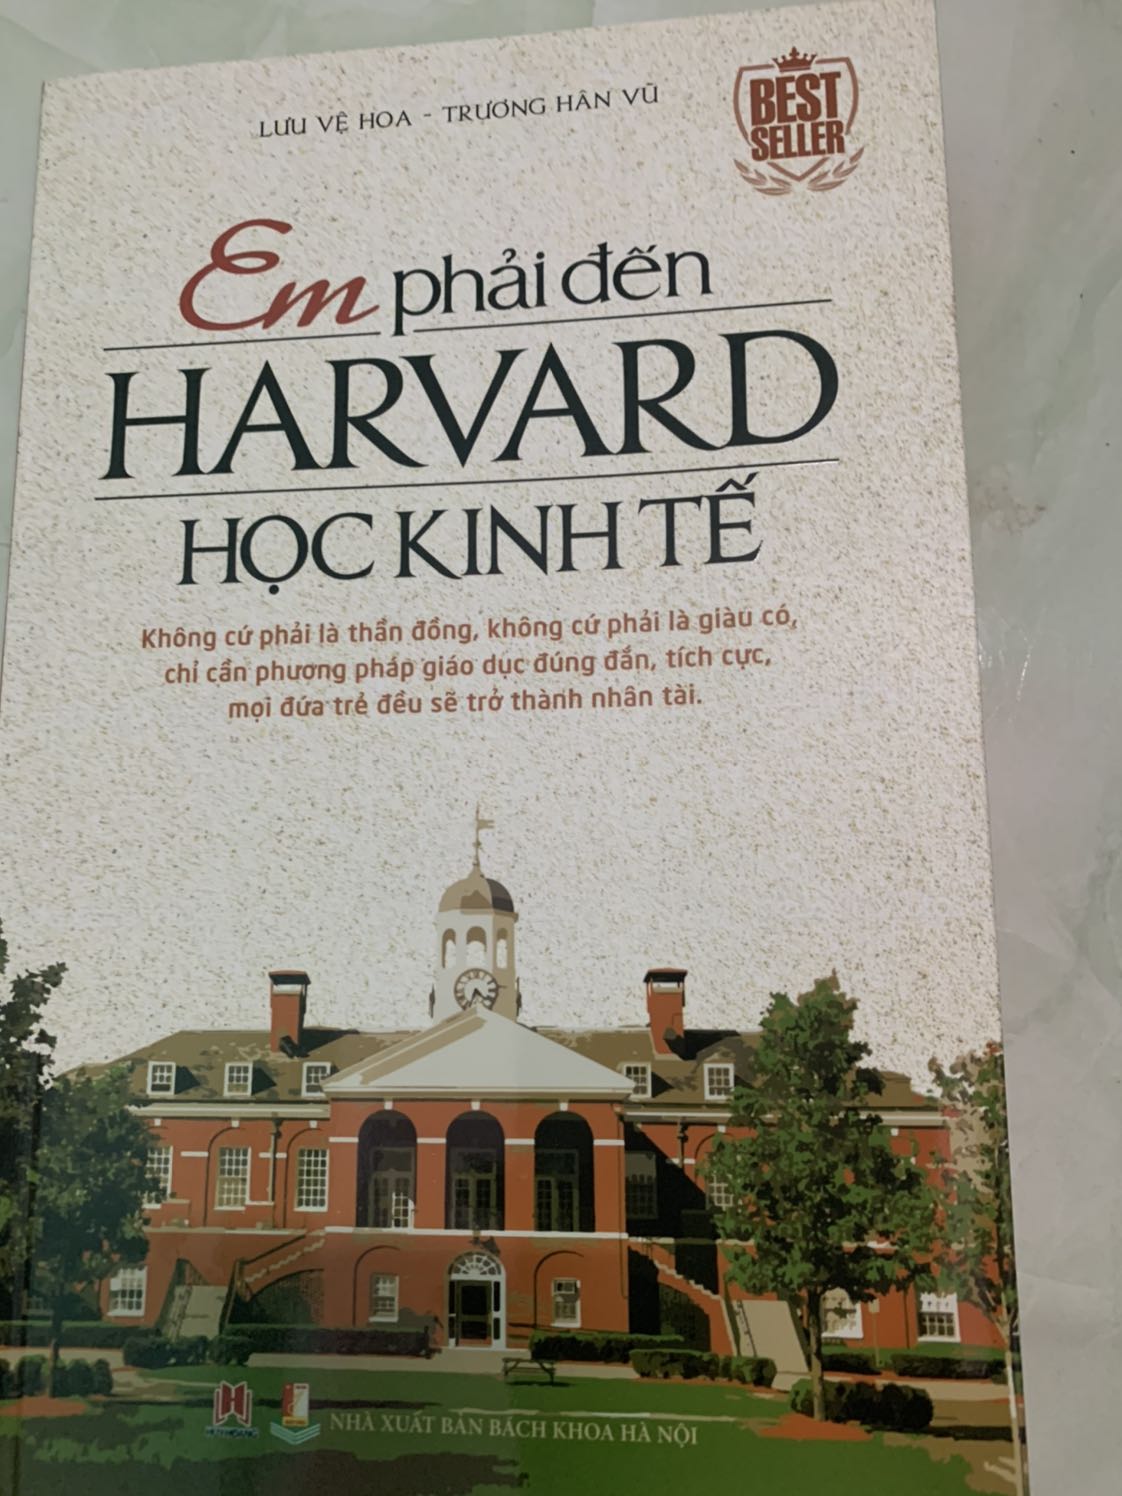 LƯU VỆ HOA - TRƯƠNG HÂN VŨ
BEST
SELLER
Em phải đến
HARVARD
HỌC KINH TẾ
Không cứ phải là thần đồng, không cứ phải là giàu có,
chỉ cần phương pháp giáo dục đúng đắn, tích cực,
mọi đứa trẻ đều sẽ trở thành nhân tài.
HUY HOANG
NHÀ XUẤT BẢN BÁCH KHOA HÀ NỘI